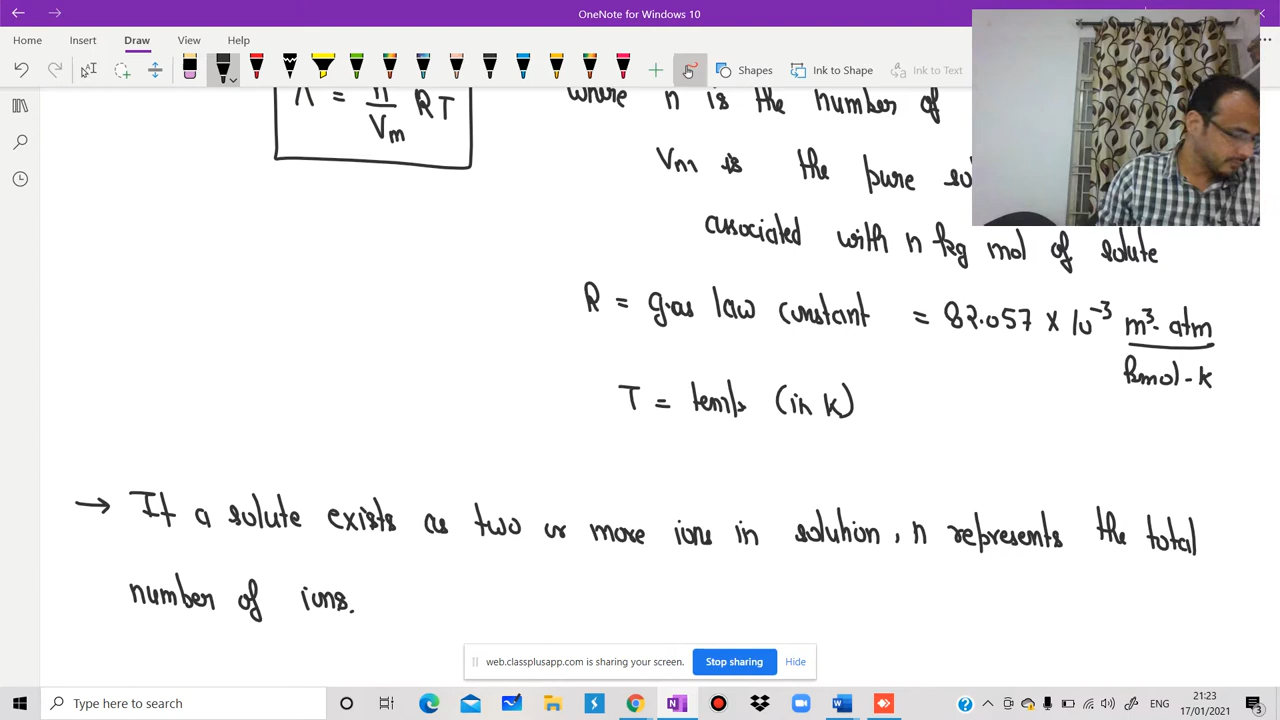 OneNote for Windows 10
Home Insert Draw View Help
Shapes Ink to Shape Ink to Text
π = n/Vm RT
where n is the number of
Vm is the pure
associated with n kg mol of solute
R = gas law constant = 82.057 × 10⁻³ m³·atm / kmol-K
T = temp (in K)
→ If a solute exists as two or more ions in solution, n represents the total
number of ions.
web.classplusapp.com is sharing your screen. Stop sharing Hide
Type here to search
ENG
21:23
17/01/2021
3